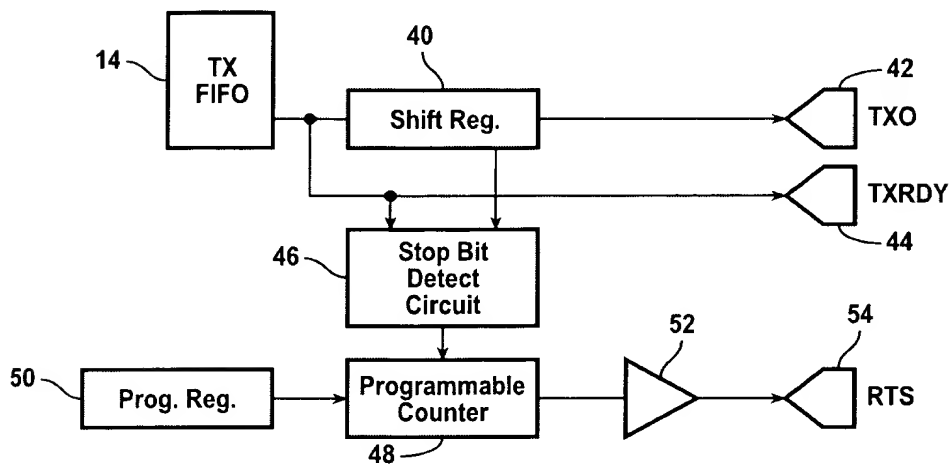 40
14
TX
FIFO
Shift Reg.
42
TXO
TXRDY
44
46
Stop Bit
Detect
Circuit
52
54
50
Prog. Reg.
Programmable
Counter
48
RTS